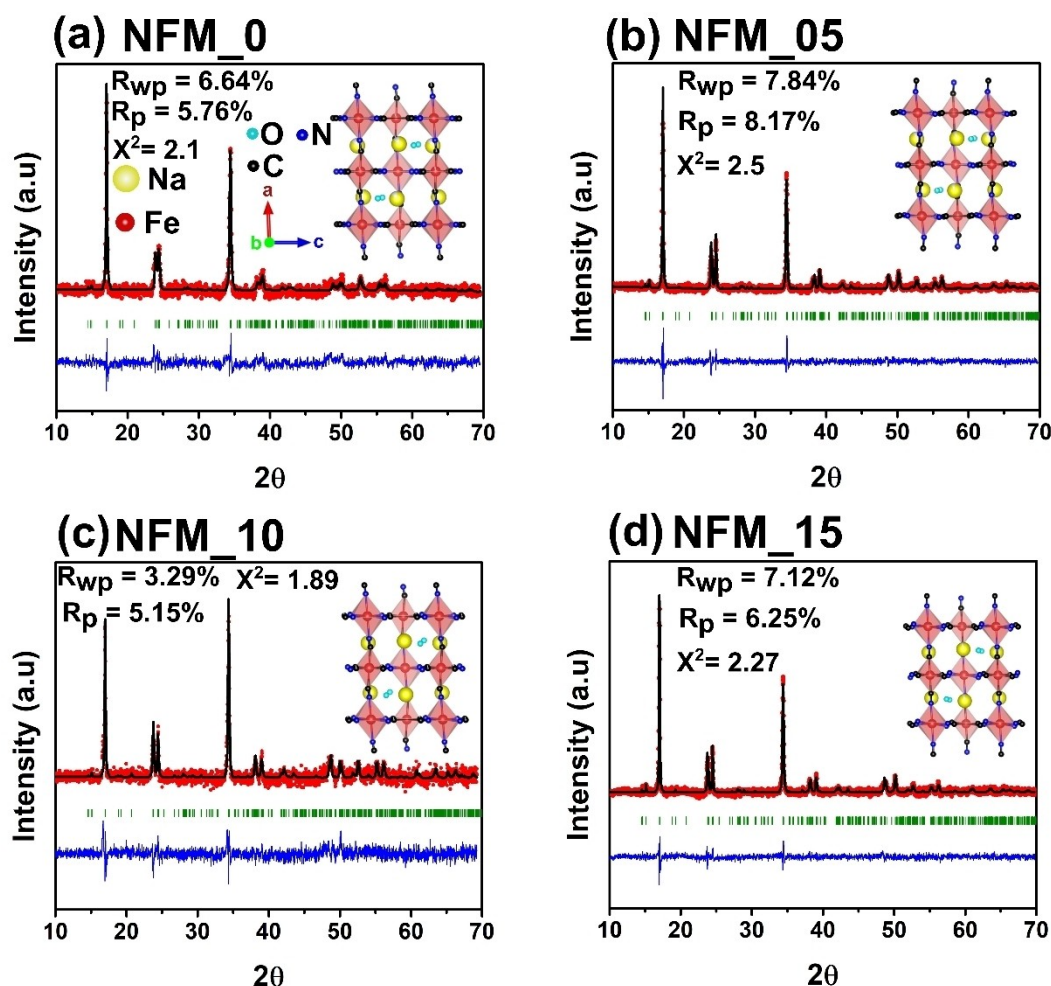 (a) NFM_0
Rwp = 6.64%
Rp = 5.76%
X²= 2.1
O N
C
Na
Fe
a
b c
Intensity (a.u)
10 20 30 40 50 60 70
2θ
(b) NFM_05
Rwp = 7.84%
Rp = 8.17%
X² = 2.5
Intensity (a.u)
10 20 30 40 50 60 70
2θ
(c) NFM_10
Rwp = 3.29% X² = 1.89
Rp = 5.15%
Intensity (a.u)
10 20 30 40 50 60 70
2θ
(d) NFM_15
Rwp = 7.12%
Rp = 6.25%
X²= 2.27
Intensity (a.u)
10 20 30 40 50 60 70
2θ